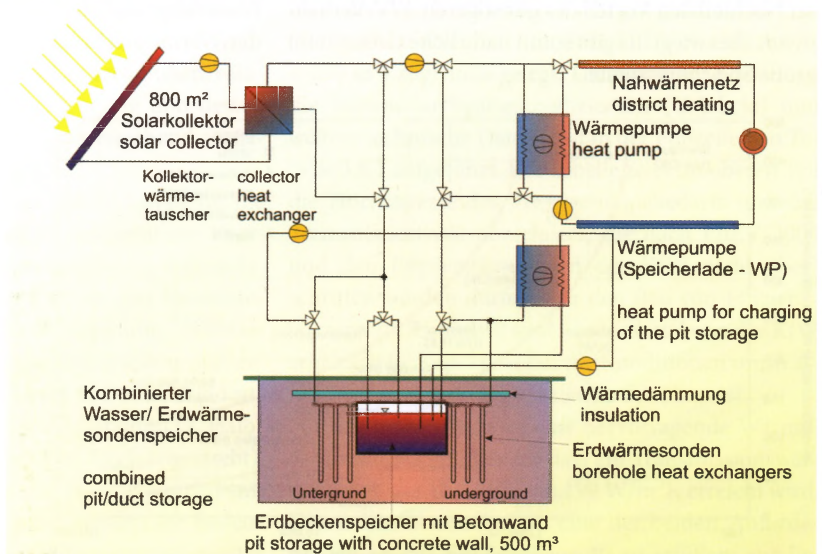 800 m²
Solarkollektor
solar collector
Kollektor-
wärme-
tauscher
collector
heat
exchanger
Nahwärmenetz
district heating
Wärmepumpe
heat pump
Wärmepumpe
(Speicherlade - WP)
heat pump for charging
of the pit storage
Kombinierter
Wasser/ Erdwärme-
sondenspeicher
combined
pit/duct storage
Wärmedämmung
insulation
Erdwärmesonden
borehole heat exchangers
Untergrund
underground
Erdbeckenspeicher mit Betonwand
pit storage with concrete wall, 500 m³